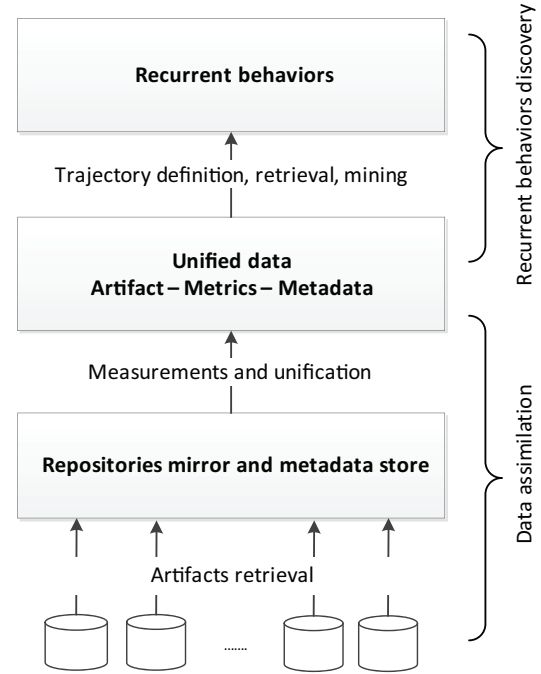 Recurrent behaviors
Trajectory definition, retrieval, mining
Unified data
Artifact – Metrics – Metadata
Measurements and unification
Repositories mirror and metadata store
Artifacts retrieval
.......
Recurrent behaviors discovery
Data assimilation